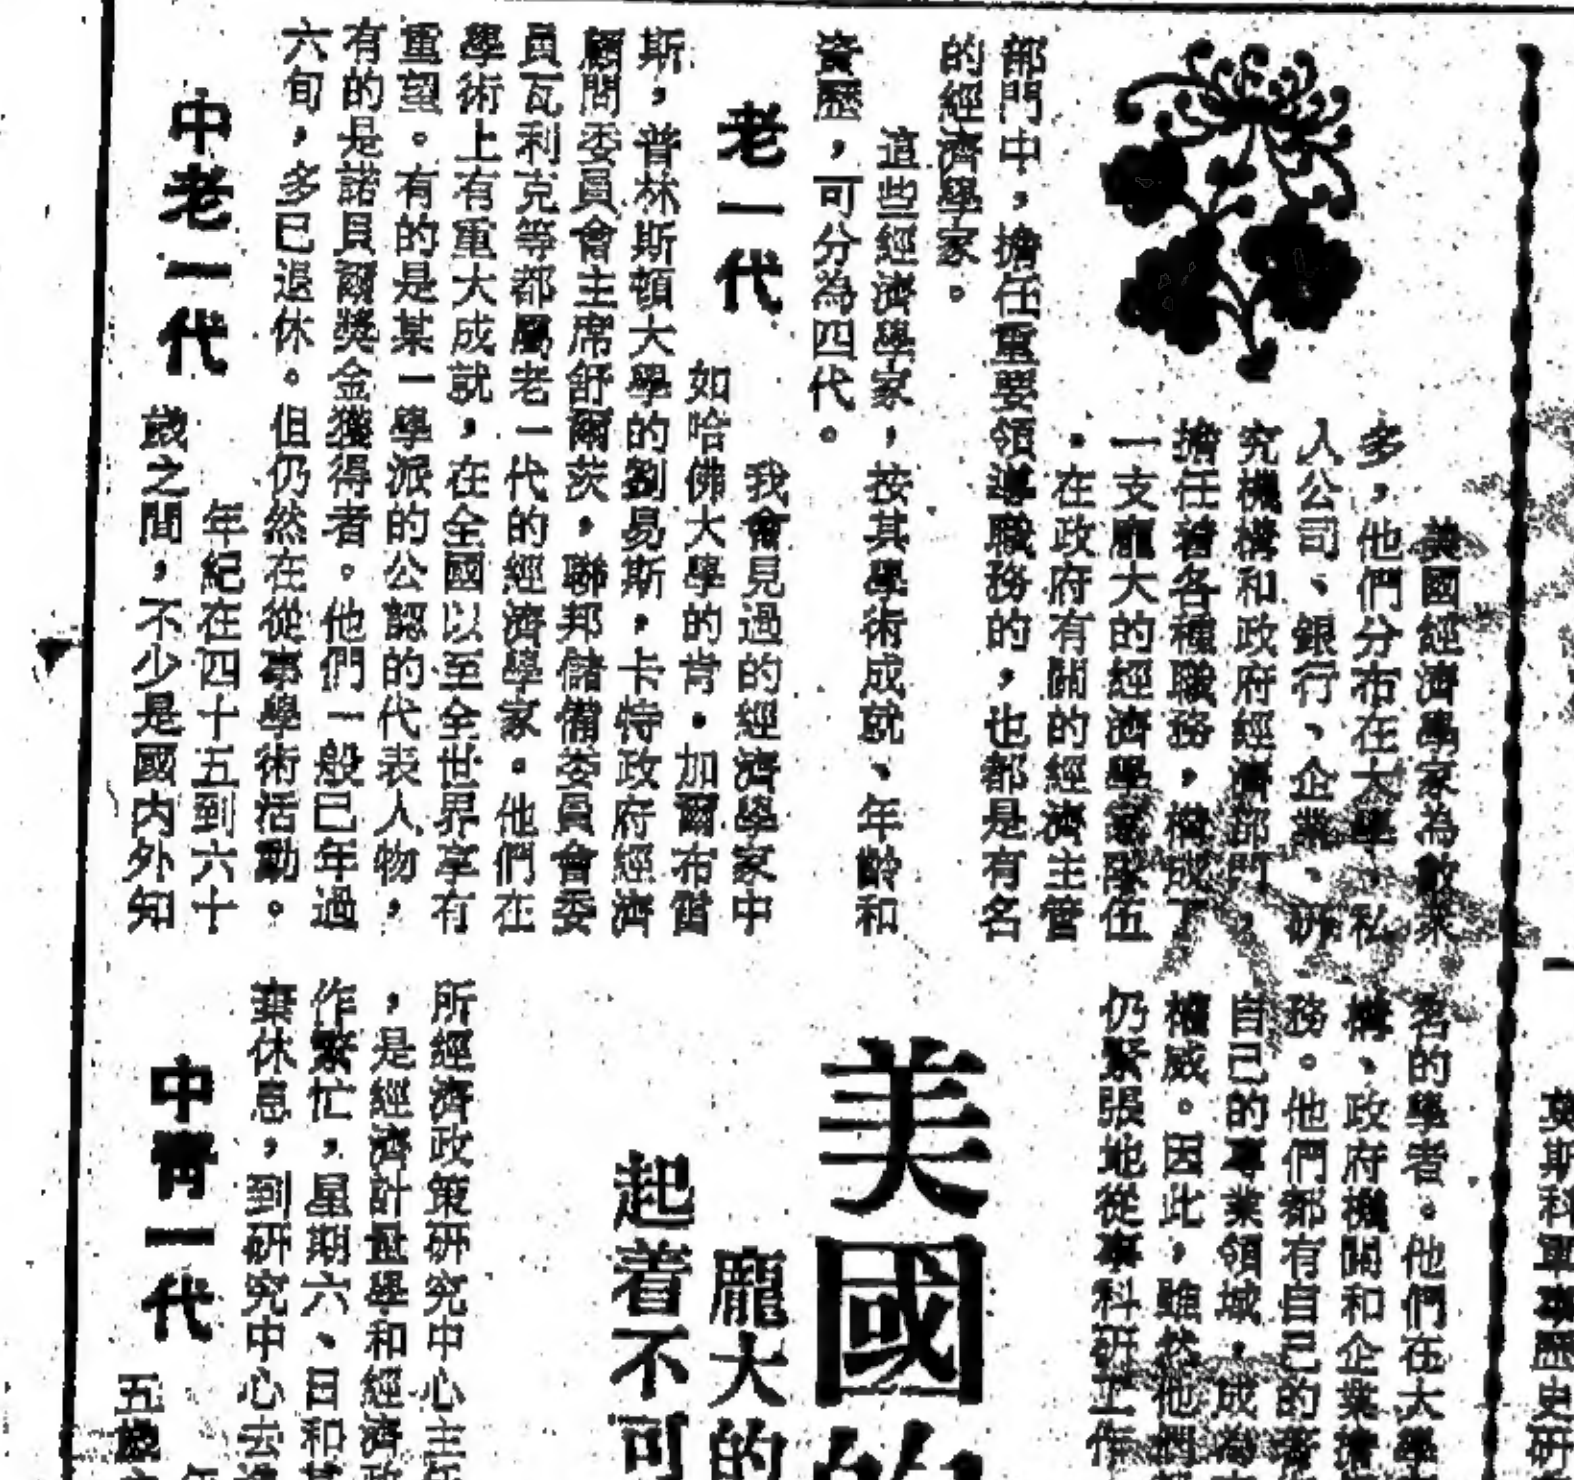 美國經濟學家為數眾
多，他們分布在大學、私
人公司、銀行、企業、研
究機構和政府經濟部門，
擔任着各種職務，構成了
一支龐大的經濟學家隊伍
。在政府有關的經濟主管
部門中，擔任重要領導職務的，也都是有名
的經濟學家。
這些經濟學家，按其學術成就、年齡和
資歷，可分為四代。
老一代
我會見過的經濟學家中
如哈佛大學的肯·加爾布雷
斯，普林斯頓大學的劉易斯，卡特政府經濟
顧問委員會主席舒爾茨，聯邦儲備委員會委
員瓦利克等都屬老一代的經濟學家。他們在
學術上有重大成就，在全國以至全世界享有
重望。有的是某一學派的公認的代表人物，
有的是諾貝爾獎金獲得者。他們一般已年過
六旬，多已退休。但仍然在從事學術活動。
中老一代
年紀在四十五到六十
歲之間，不少是國内外知
名的學者。他們在大學
構、政府機關和企業擔
務。他們都有自己的著
自己的專業領域，成為
權威。因此，雖然他們
仍緊張地從事科研工作
美國的
龐大的
起着不可
所經濟政策研究中心主任
，是經濟計量學和經濟政
作繁忙，星期六、日和其
棄休息，到研究中心去
中青一代
五歲
英斯科軍事歷史研